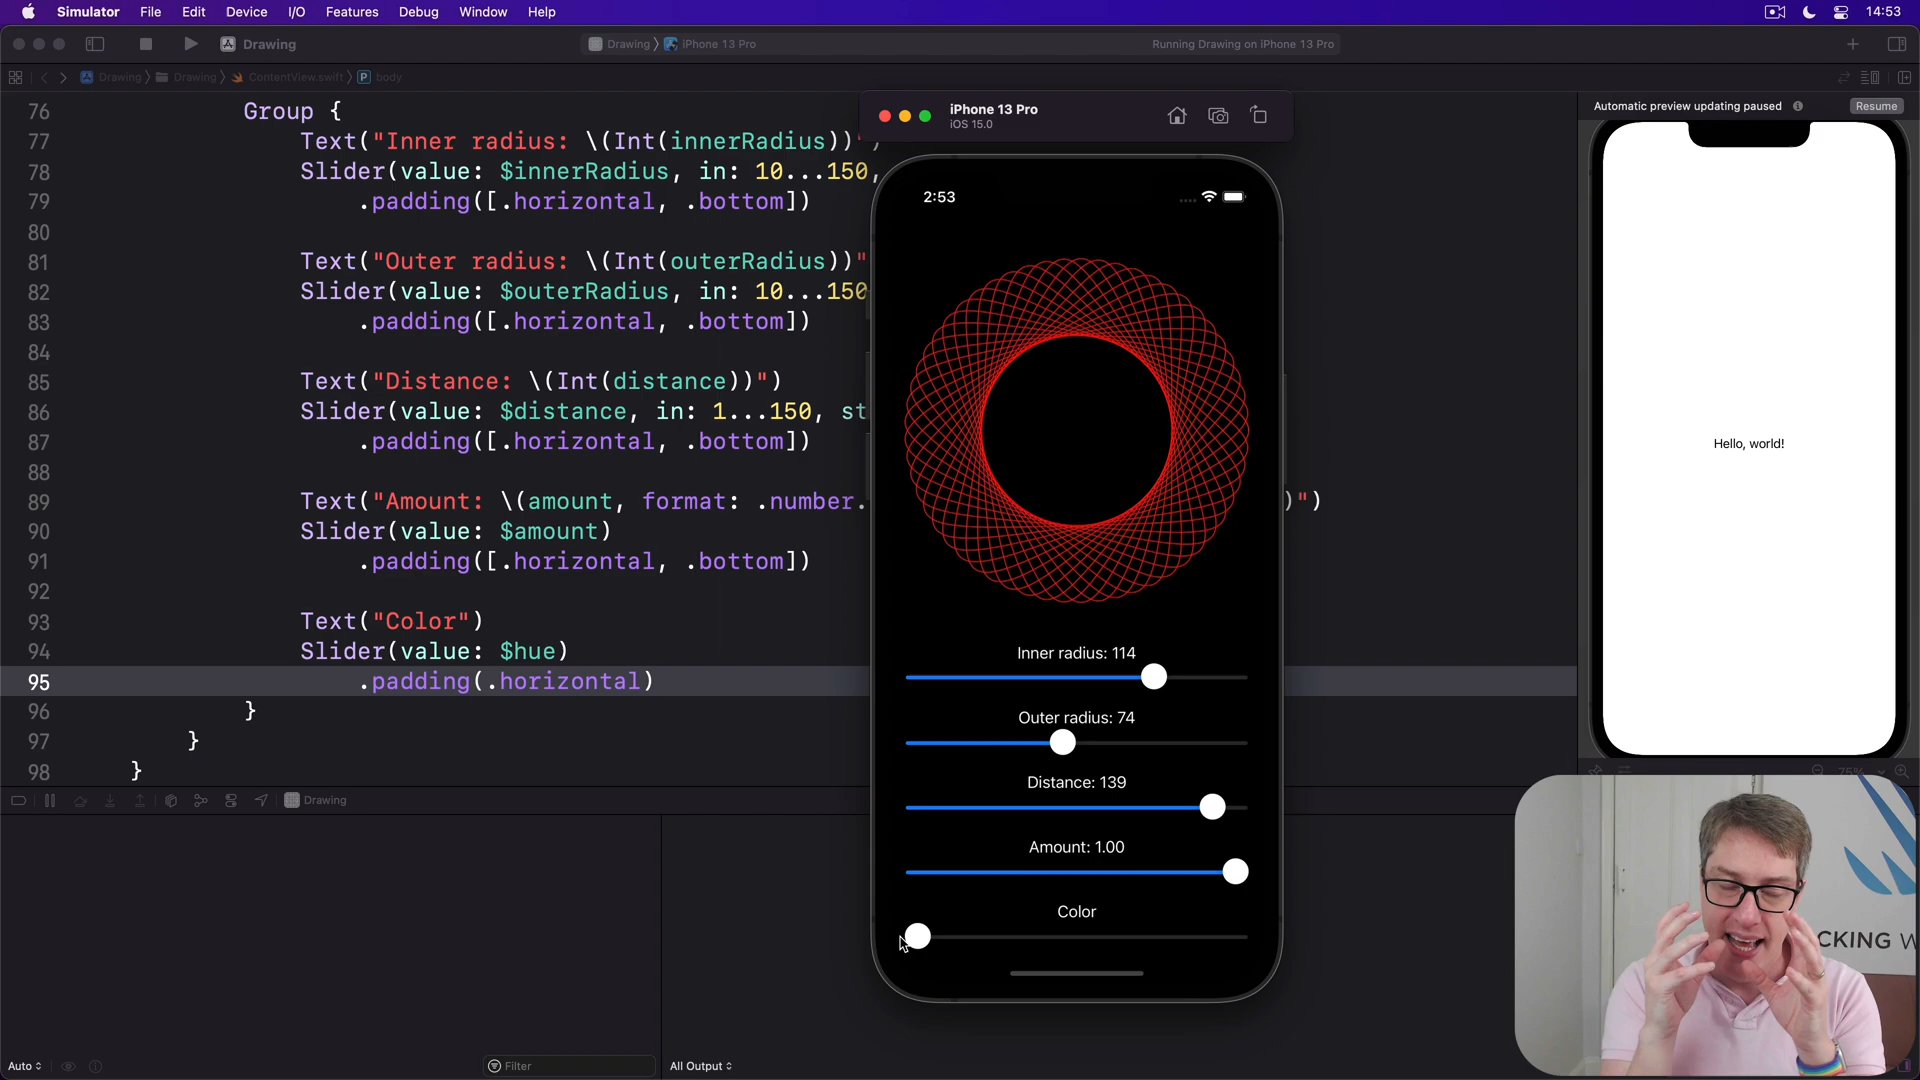 Simulator File Edit Device I/O Features Debug Window Help 14:53
Drawing Drawing iPhone 13 Pro Running Drawing on iPhone 13 Pro
Drawing Drawing ContentView.swift body
Automatic preview updating paused Resume
76 Group {
77 Text("Inner radius: \(Int(innerRadius))")
78 Slider(value: $innerRadius, in: 10...150,
79 .padding([.horizontal, .bottom])
80
81 Text("Outer radius: \(Int(outerRadius))"
82 Slider(value: $outerRadius, in: 10...150
83 .padding([.horizontal, .bottom])
84
85 Text("Distance: \(Int(distance))")
86 Slider(value: $distance, in: 1...150, st
87 .padding([.horizontal, .bottom])
88
89 Text("Amount: \(amount, format: .number. )")
90 Slider(value: $amount)
91 .padding([.horizontal, .bottom])
92
93 Text("Color")
94 Slider(value: $hue)
95 .padding(.horizontal)
96 }
97 }
98 }
iPhone 13 Pro
iOS 15.0
2:53
Inner radius: 114
Outer radius: 74
Distance: 139
Amount: 1.00
Color
Hello, world!
75%
Drawing
CKING W
Auto Filter All Output